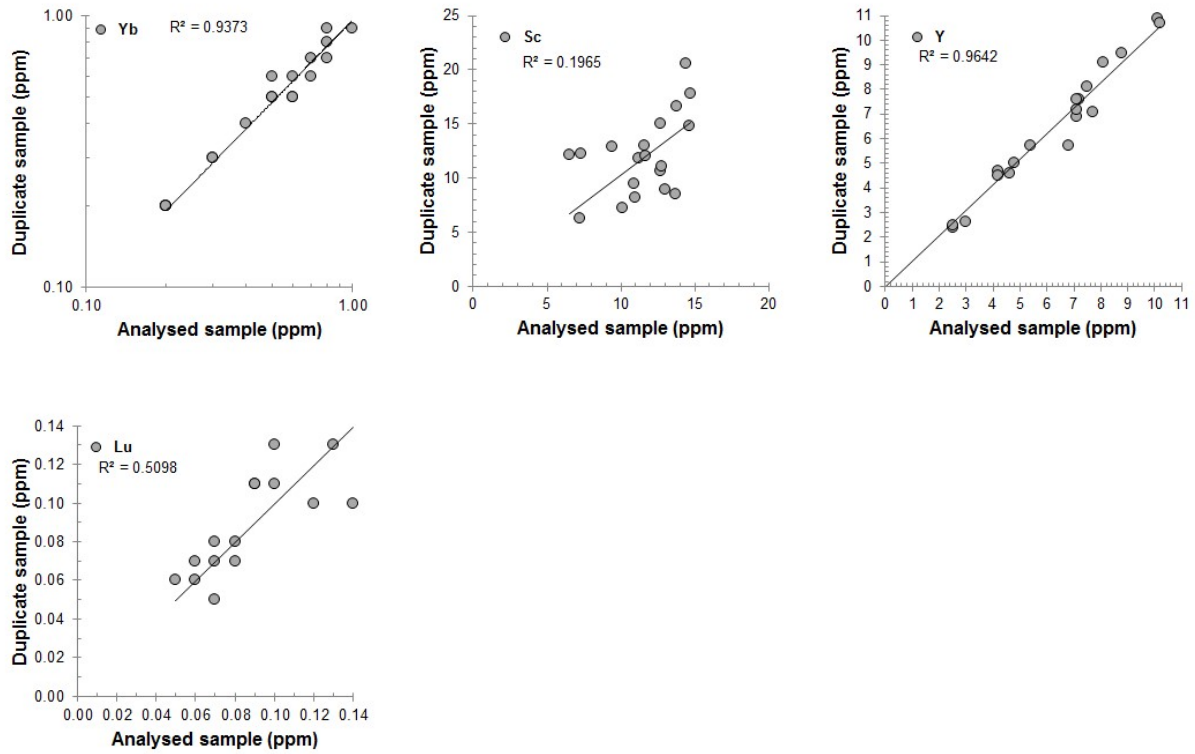 Yb R² = 0.9373
1.00
0.10
0.10 1.00
Duplicate sample (ppm)
Analysed sample (ppm)
Sc
R² = 0.1965
25
20
15
10
5
0
0 5 10 15 20
Duplicate sample (ppm)
Analysed sample (ppm)
Y
R² = 0.9642
11
10
9
8
7
6
5
4
3
2
1
0
0 1 2 3 4 5 6 7 8 9 10 11
Duplicate sample (ppm)
Analysed sample (ppm)
Lu
R² = 0.5098
0.14
0.12
0.10
0.08
0.06
0.04
0.02
0.00
0.00 0.02 0.04 0.06 0.08 0.10 0.12 0.14
Duplicate sample (ppm)
Analysed sample (ppm)